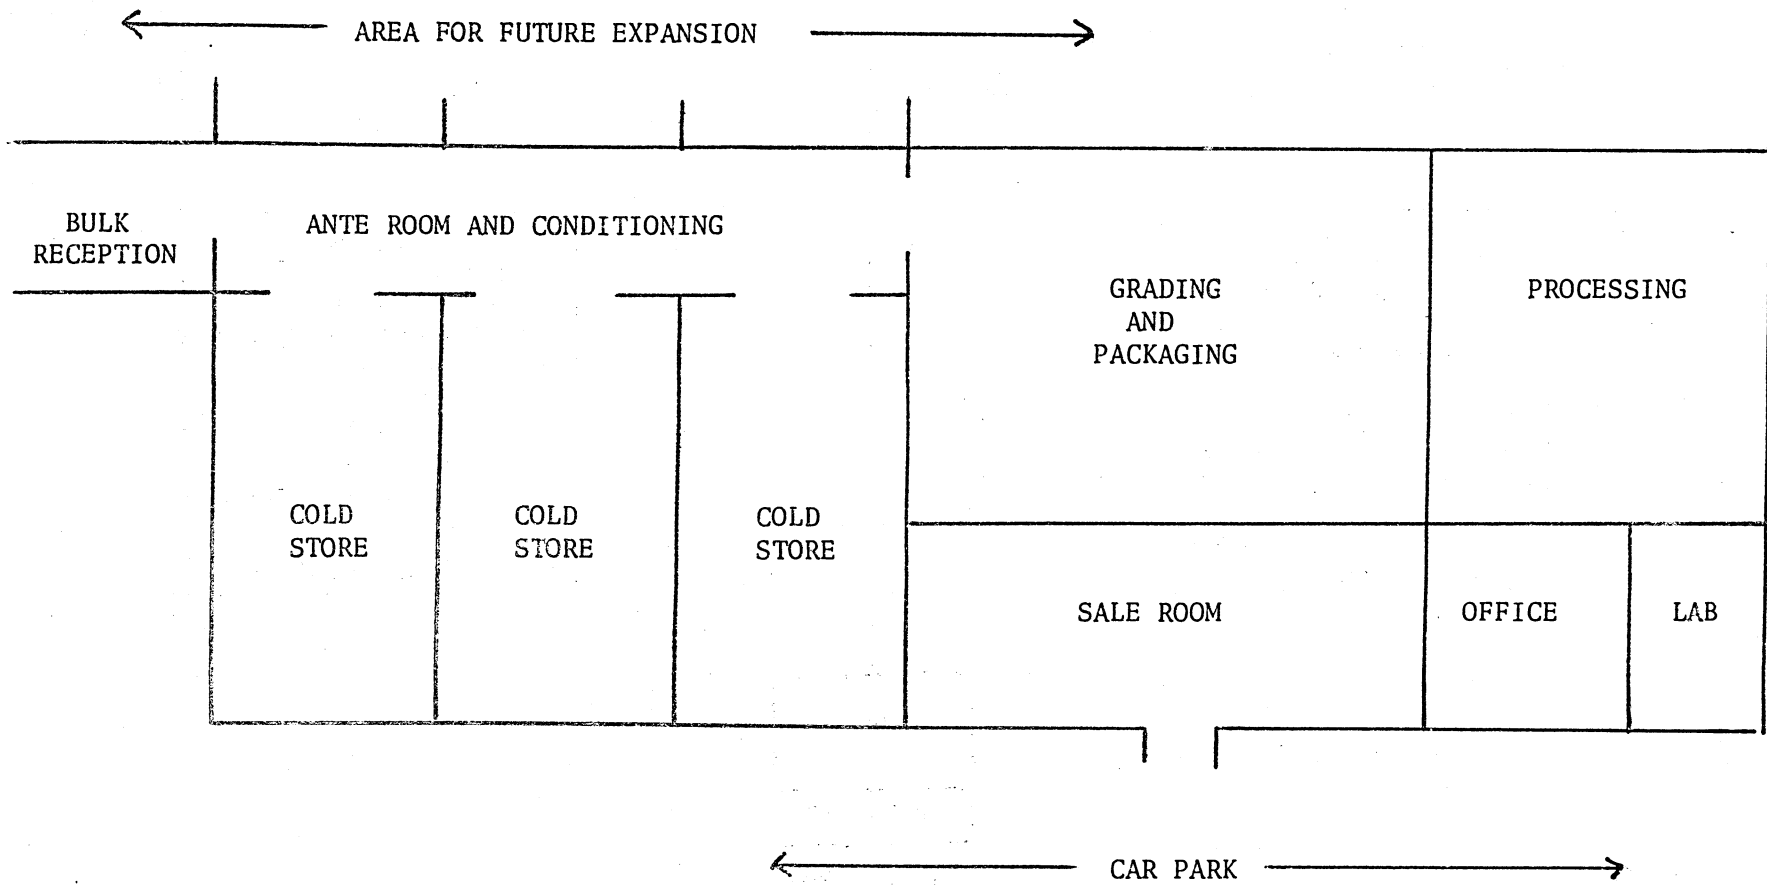 AREA FOR FUTURE EXPANSION
BULK
RECEPTION
ANTE ROOM AND CONDITIONING
GRADING
AND
PACKAGING
PROCESSING
COLD
STORE
COLD
STORE
COLD
STORE
SALE ROOM
OFFICE
LAB
CAR PARK